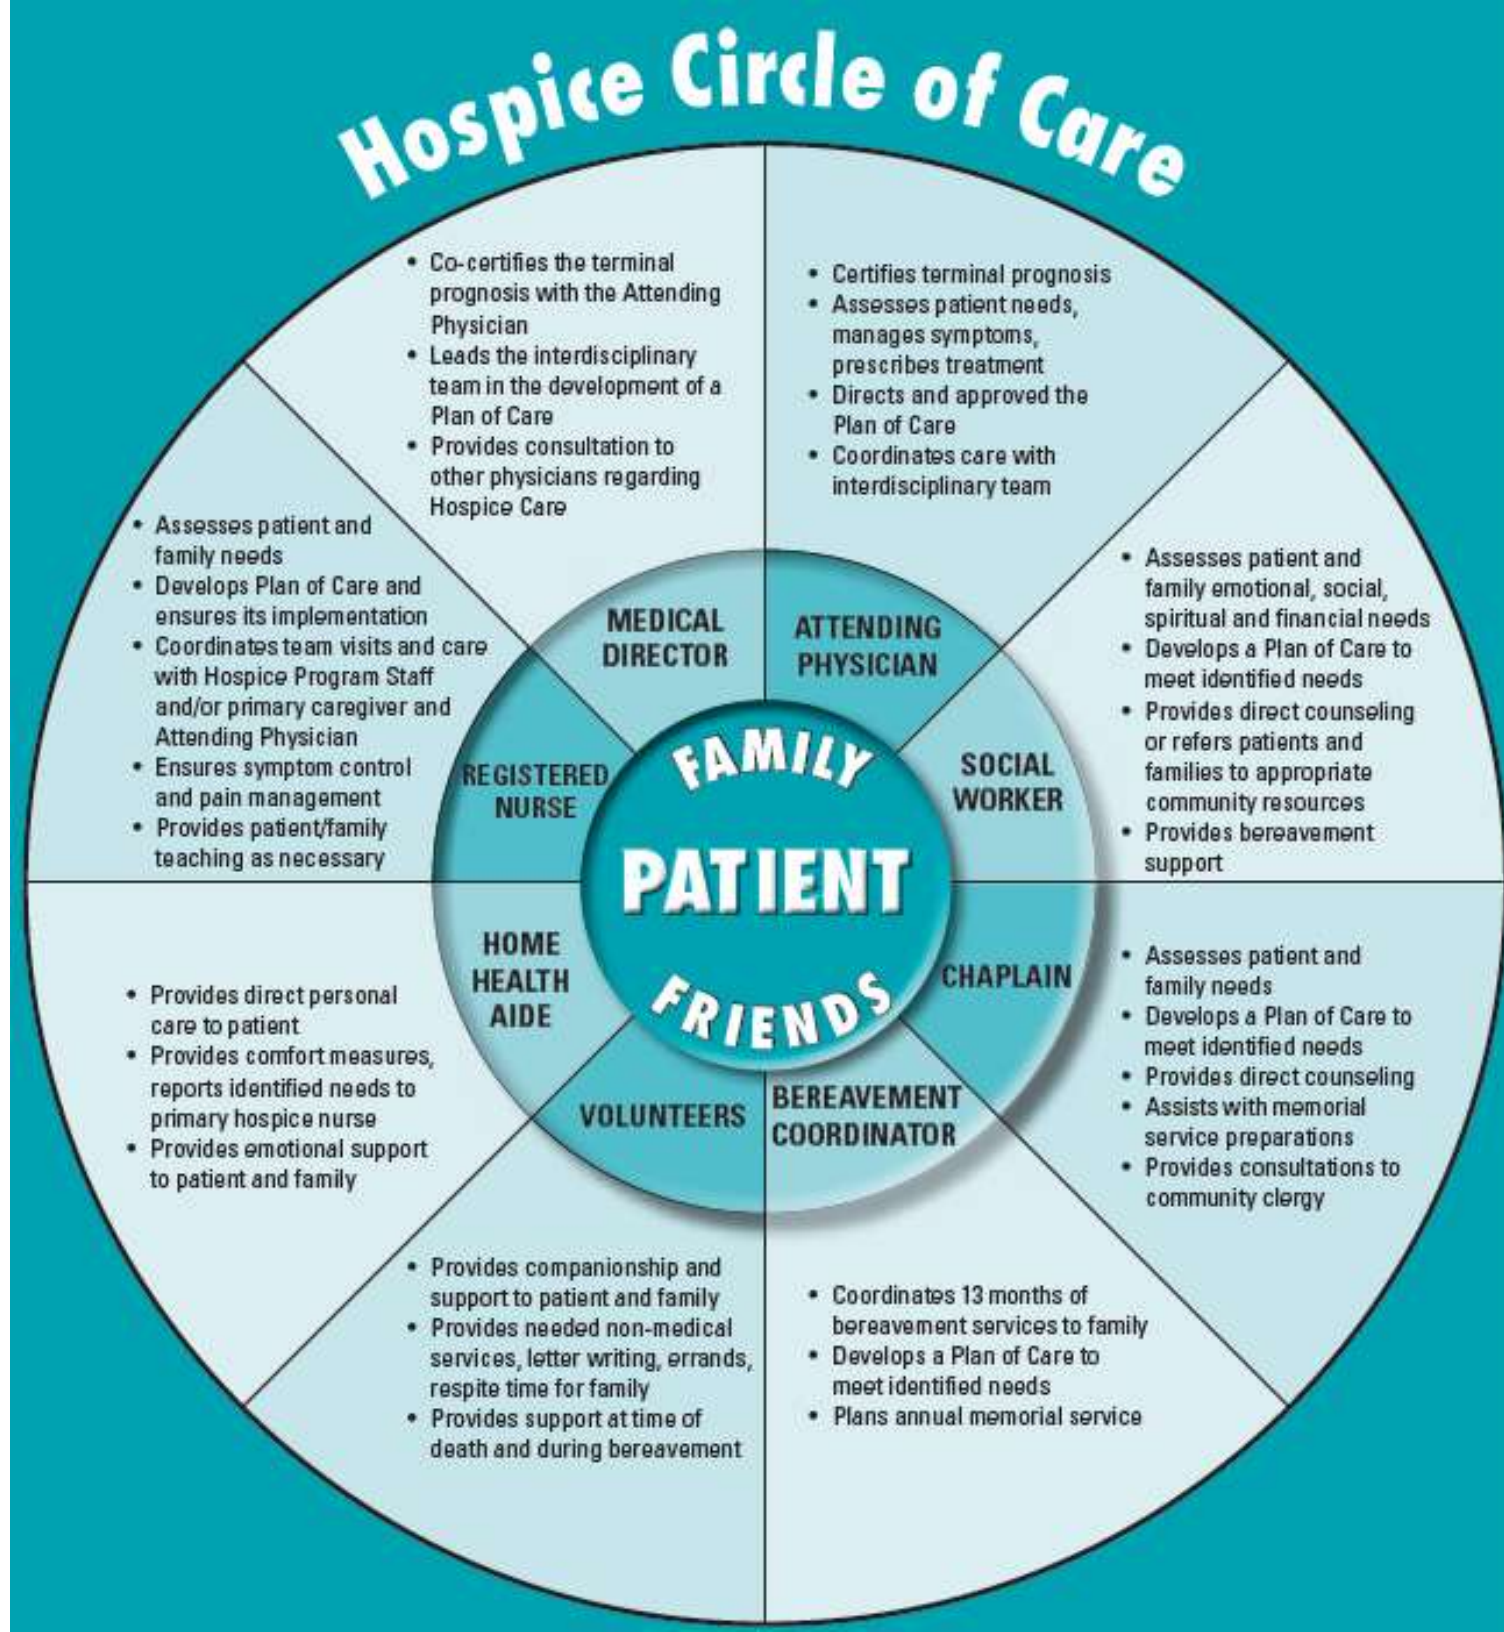 Hospice Circle of Care
• Co-certifies the terminal
prognosis with the Attending
Physician
• Leads the interdisciplinary
team in the development of a
Plan of Care
• Provides consultation to
other physicians regarding
Hospice Care
• Certifies terminal prognosis
• Assesses patient needs,
manages symptoms,
prescribes treatment
• Directs and approved the
Plan of Care
• Coordinates care with
interdisciplinary team
• Assesses patient and
family needs
• Develops Plan of Care and
ensures its implementation
• Coordinates team visits and care
with Hospice Program Staff
and/or primary caregiver and
Attending Physician
• Ensures symptom control
and pain management
• Provides patient/family
teaching as necessary
• Assesses patient and
family emotional, social,
spiritual and financial needs
• Develops a Plan of Care to
meet identified needs
• Provides direct counseling
or refers patients and
families to appropriate
community resources
• Provides bereavement
support
MEDICAL
DIRECTOR
ATTENDING
PHYSICIAN
REGISTERED
NURSE
SOCIAL
WORKER
FAMILY
PATIENT
FRIENDS
HOME
HEALTH
AIDE
CHAPLAIN
VOLUNTEERS
BEREAVEMENT
COORDINATOR
• Provides direct personal
care to patient
• Provides comfort measures,
reports identified needs to
primary hospice nurse
• Provides emotional support
to patient and family
• Assesses patient and
family needs
• Develops a Plan of Care to
meet identified needs
• Provides direct counseling
• Assists with memorial
service preparations
• Provides consultations to
community clergy
• Provides companionship and
support to patient and family
• Provides needed non-medical
services, letter writing, errands,
respite time for family
• Provides support at time of
death and during bereavement
• Coordinates 13 months of
bereavement services to family
• Develops a Plan of Care to
meet identified needs
• Plans annual memorial service